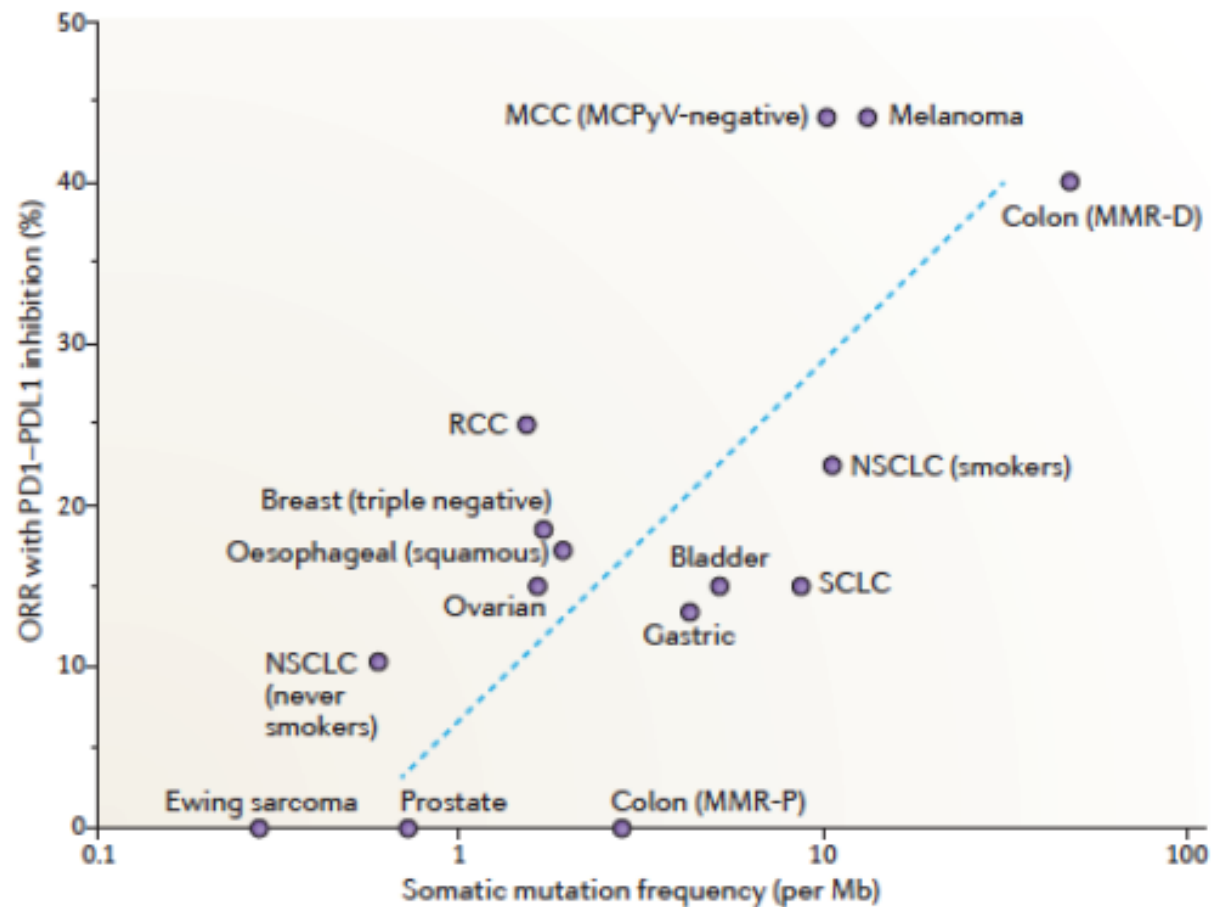 50
MCC (MCPyV-negative)
Melanoma
40
Colon (MMR-D)
30
RCC
NSCLC (smokers)
Breast (triple negative)
20
Oesophageal (squamous)
Bladder
SCLC
Ovarian
Gastric
10
NSCLC
(never
smokers)
Ewing sarcoma
Prostate
Colon (MMR-P)
0
0.1
1
10
100
Somatic mutation frequency (per Mb)
ORR with PD1–PDL1 inhibition (%)